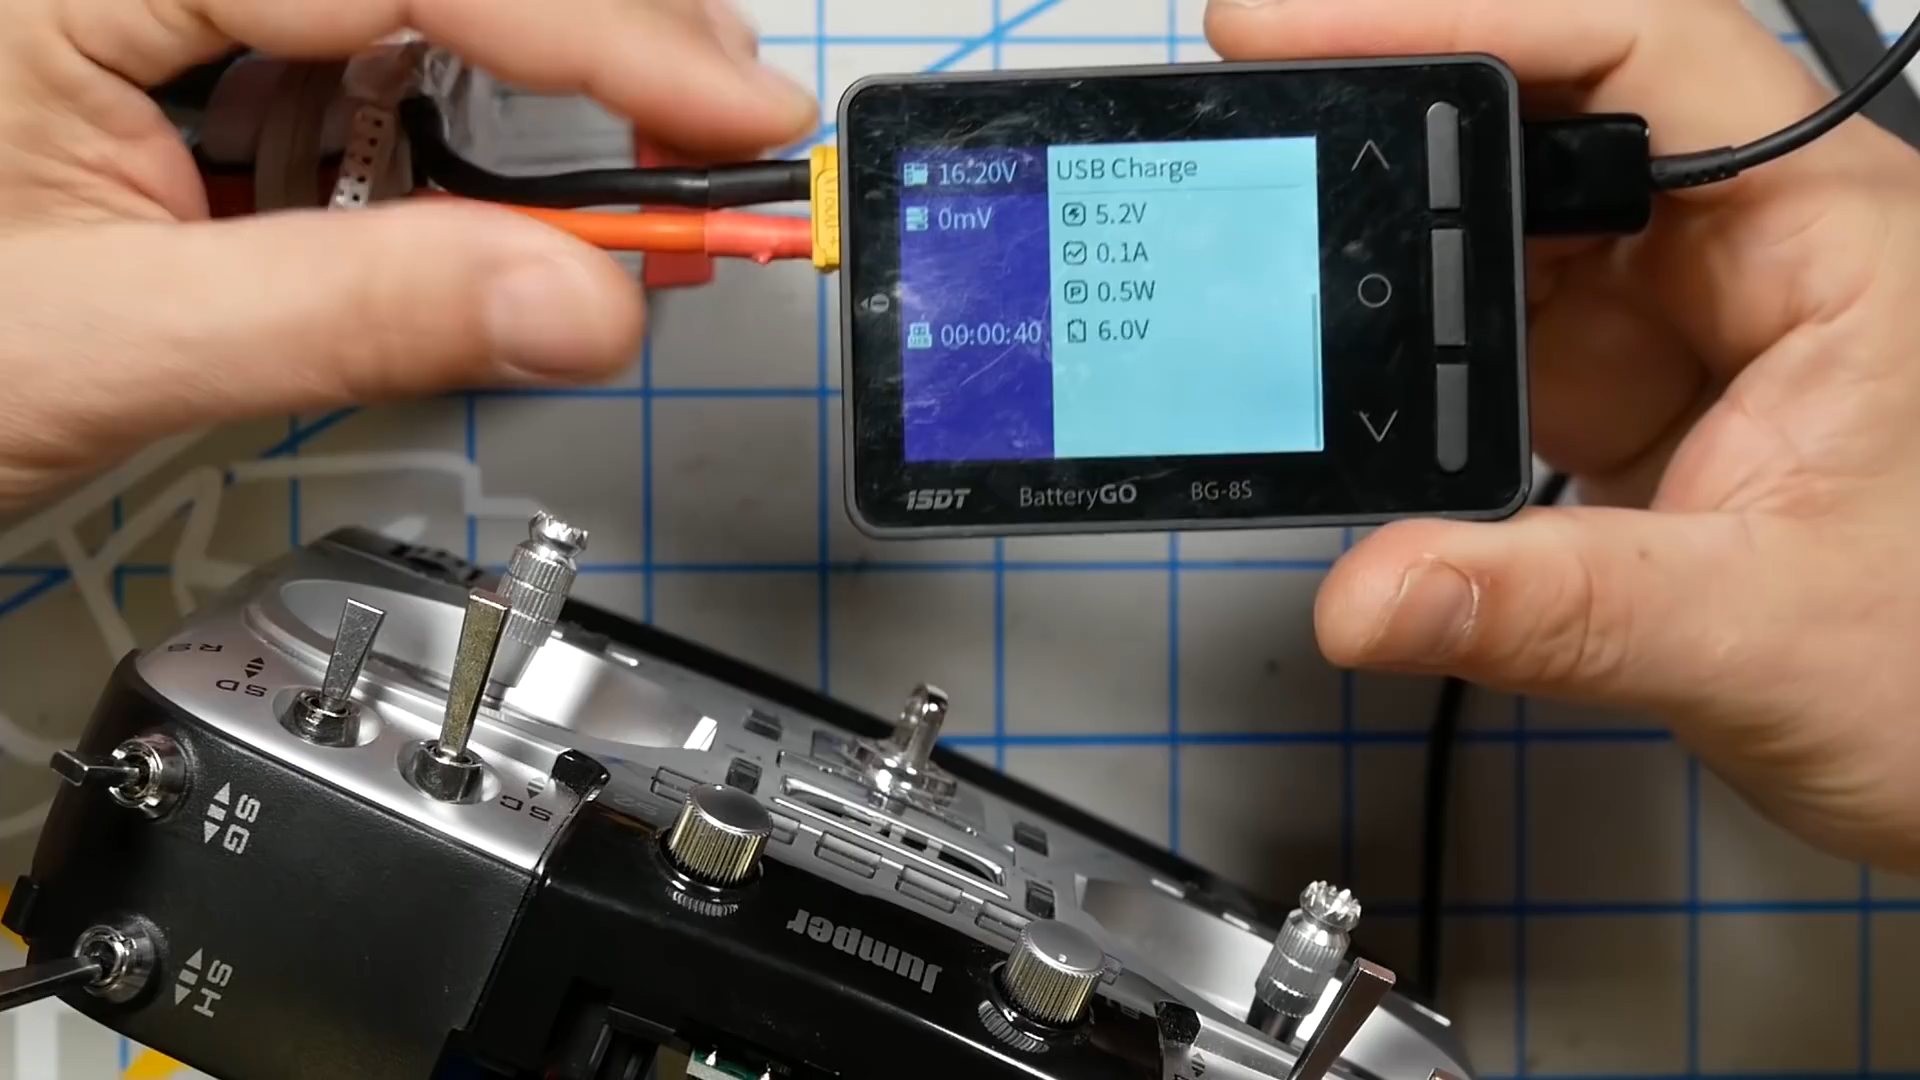 16.20V
0mV
00:00:40
USB Charge
5.2V
0.1A
0.5W
6.0V
ISDT BatteryGO BG-8S
SD
SC
SG
SH
Jumper